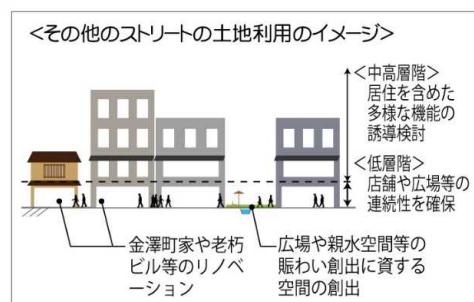 ＜その他のストリートの土地利用のイメージ＞
＜中高層階＞
居住を含めた
多様な機能の
誘導検討
＜低層階＞
店舗や広場等の
連続性を確保
金澤町家や老朽
ビル等のリノベ
ーション
広場や親水空間等の
賑わい創出に資する
空間の創出